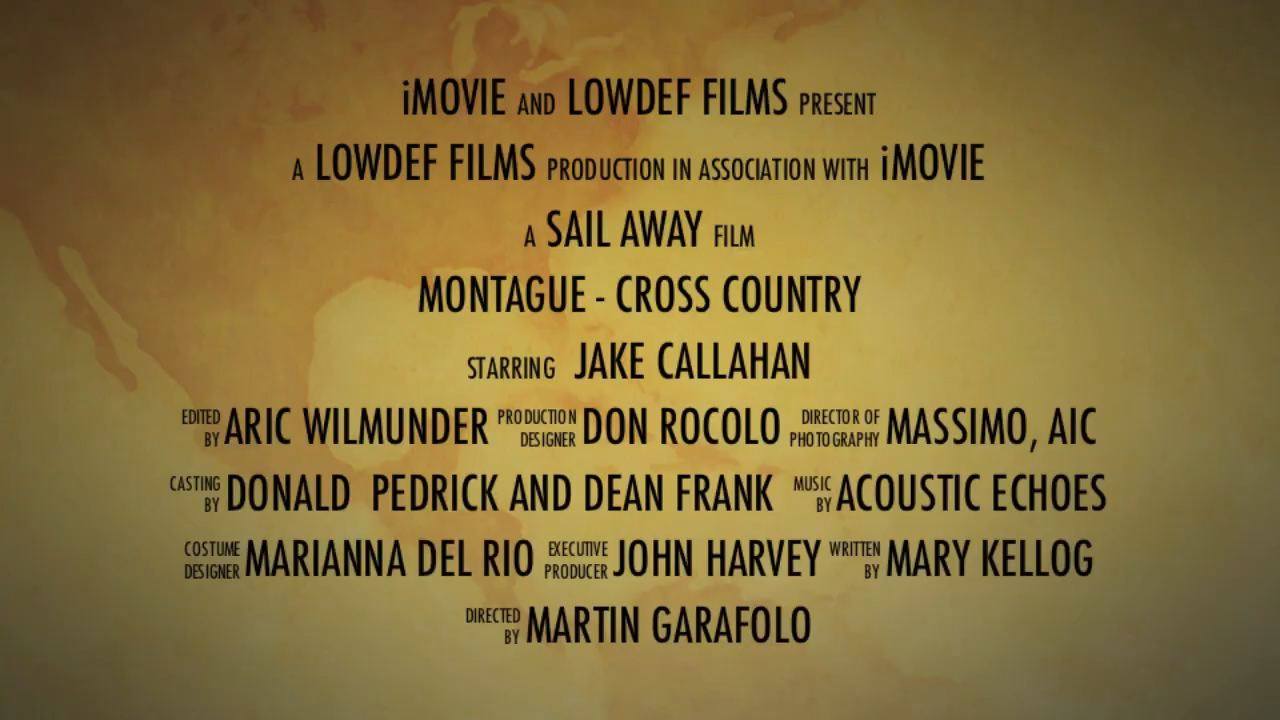 iMOVIE AND LOWDEF FILMS PRESENT
A LOWDEF FILMS PRODUCTION IN ASSOCIATION WITH iMOVIE
A SAIL AWAY FILM
MONTAGUE - CROSS COUNTRY
STARRING JAKE CALLAHAN
EDITED BY ARIC WILMUNDER PRODUCTION DESIGNER DON ROCOLO DIRECTOR OF PHOTOGRAPHY MASSIMO, AIC
CASTING BY DONALD PEDRICK AND DEAN FRANK MUSIC BY ACOUSTIC ECHOES
COSTUME DESIGNER MARIANNA DEL RIO EXECUTIVE PRODUCER JOHN HARVEY WRITTEN BY MARY KELLOG
DIRECTED BY MARTIN GARAFOLO